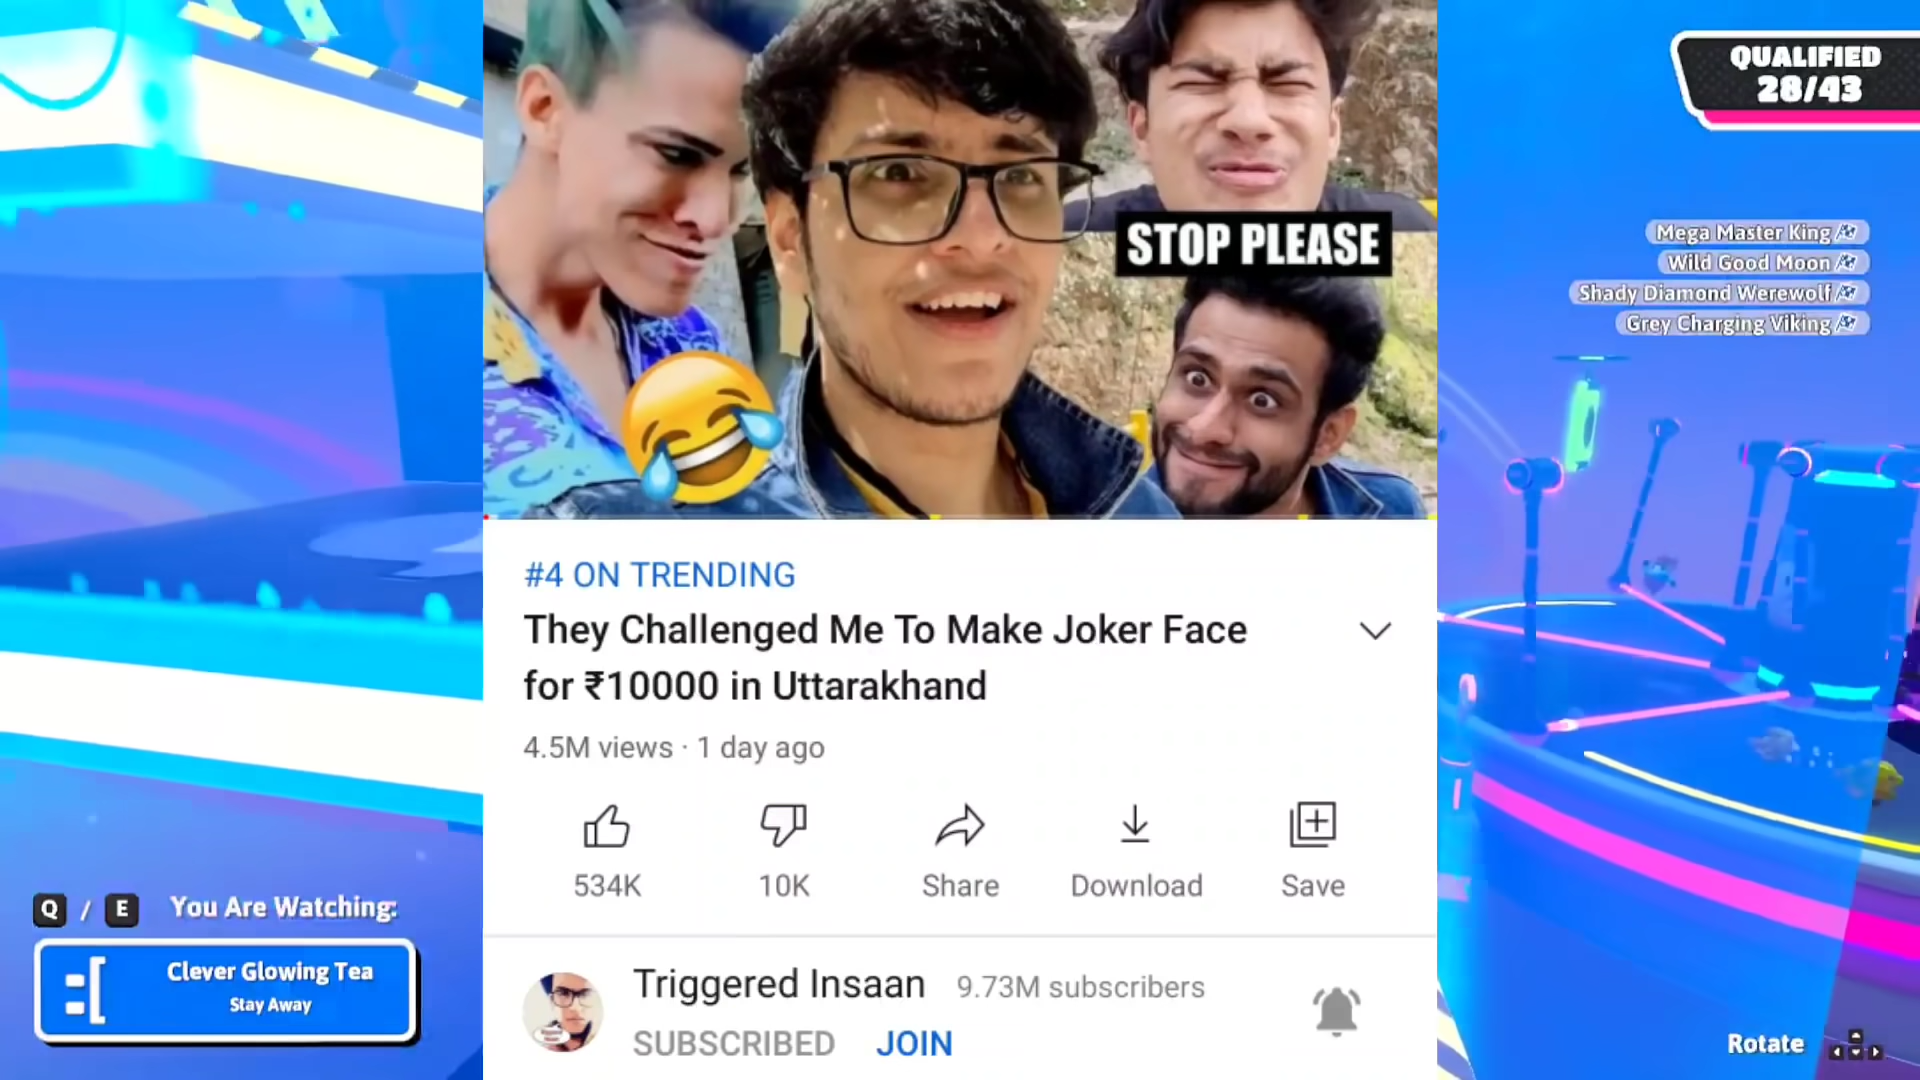 QUALIFIED
28/43
Mega Master King
Wild Good Moon
Shady Diamond Werewolf
Grey Charging Viking
STOP PLEASE
#4 ON TRENDING
They Challenged Me To Make Joker Face
for ₹10000 in Uttarakhand
4.5M views · 1 day ago
534K
10K
Share
Download
Save
Triggered Insaan 9.73M subscribers
SUBSCRIBED JOIN
Q / E You Are Watching:
Clever Glowing Tea
Stay Away
Rotate